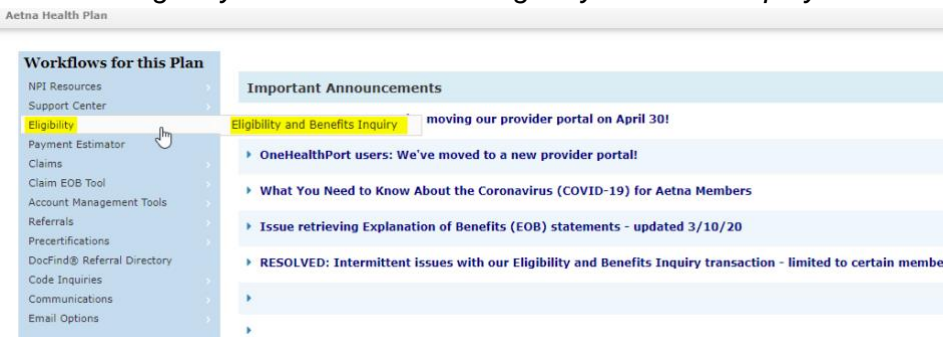 Aetna Health Plan
Workflows for this Plan
NPI Resources
Support Center
Eligibility
Payment Estimator
Claims
Claim EOB Tool
Account Management Tools
Referrals
Precertifications
DocFind® Referral Directory
Code Inquiries
Communications
Email Options
Eligibility and Benefits Inquiry
Important Announcements
moving our provider portal on April 30!
OneHealthPort users: We've moved to a new provider portal!
What You Need to Know About the Coronavirus (COVID-19) for Aetna Members
Issue retrieving Explanation of Benefits (EOB) statements - updated 3/10/20
RESOLVED: Intermittent issues with our Eligibility and Benefits Inquiry transaction - limited to certain membe